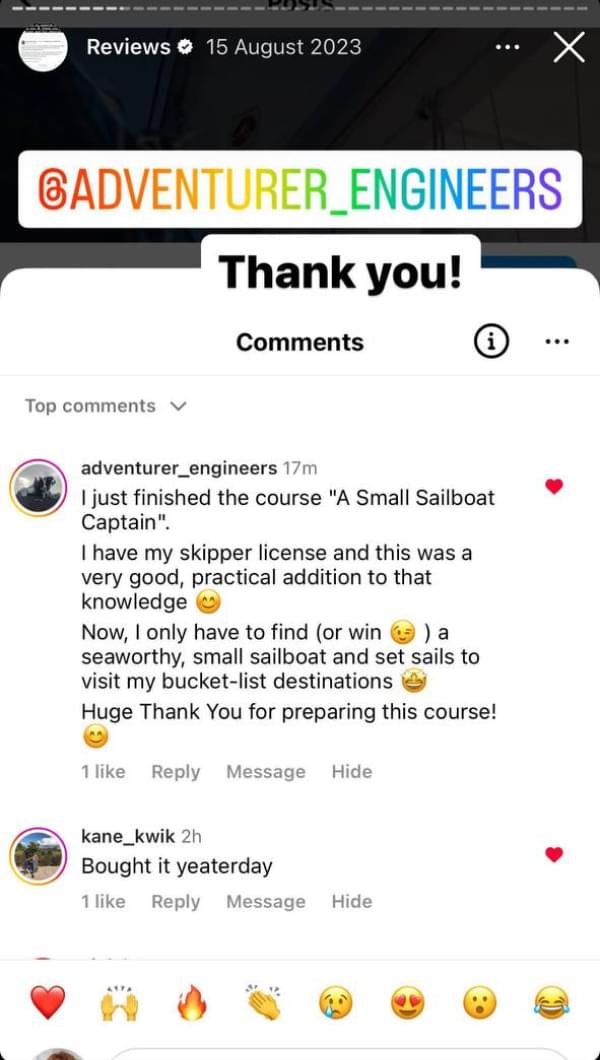 Posts
Reviews 15 August 2023
@ADVENTURER_ENGINEERS
Thank you!
Comments
Top comments
adventurer_engineers 17m
I just finished the course "A Small Sailboat
Captain".
I have my skipper license and this was a
very good, practical addition to that
knowledge 😊
Now, I only have to find (or win 😉 ) a
seaworthy, small sailboat and set sails to
visit my bucket-list destinations 🤩
Huge Thank You for preparing this course!
😊
1 like Reply Message Hide
kane_kwik 2h
Bought it yeaterday
1 like Reply Message Hide